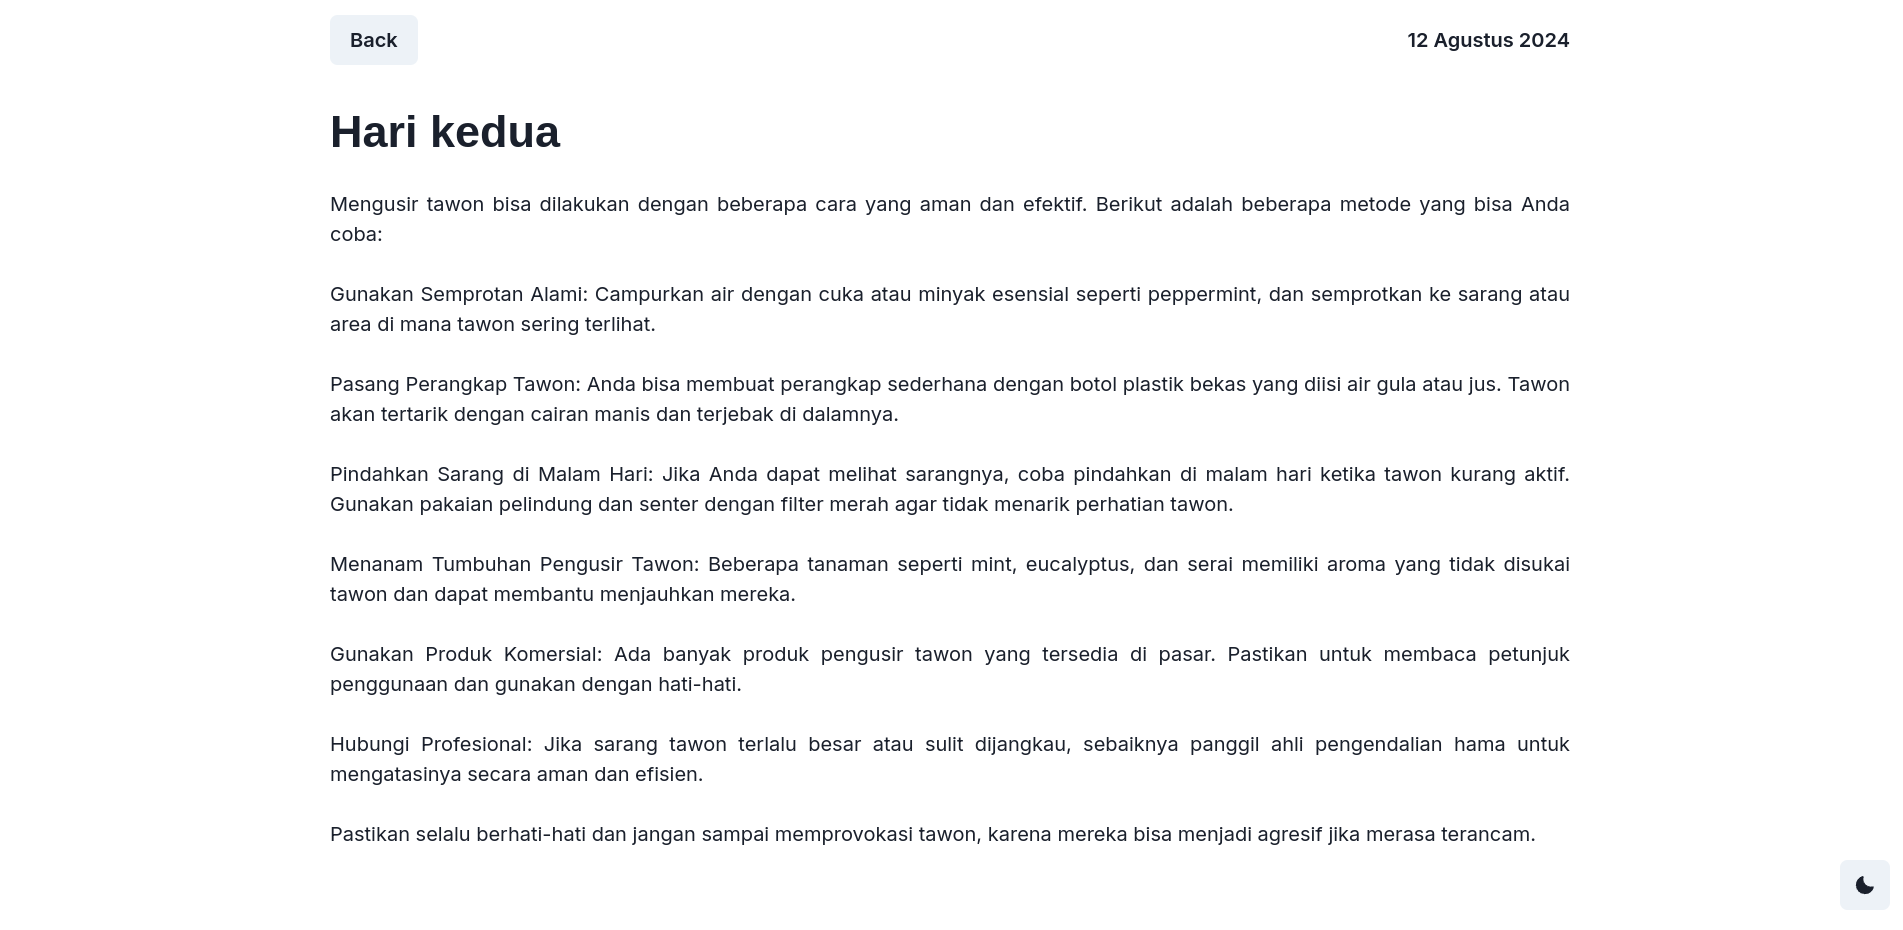 Back
12 Agustus 2024
Hari kedua
Mengusir tawon bisa dilakukan dengan beberapa cara yang aman dan efektif. Berikut adalah beberapa metode yang bisa Anda
coba:
Gunakan Semprotan Alami: Campurkan air dengan cuka atau minyak esensial seperti peppermint, dan semprotkan ke sarang atau
area di mana tawon sering terlihat.
Pasang Perangkap Tawon: Anda bisa membuat perangkap sederhana dengan botol plastik bekas yang diisi air gula atau jus. Tawon
akan tertarik dengan cairan manis dan terjebak di dalamnya.
Pindahkan Sarang di Malam Hari: Jika Anda dapat melihat sarangnya, coba pindahkan di malam hari ketika tawon kurang aktif.
Gunakan pakaian pelindung dan senter dengan filter merah agar tidak menarik perhatian tawon.
Menanam Tumbuhan Pengusir Tawon: Beberapa tanaman seperti mint, eucalyptus, dan serai memiliki aroma yang tidak disukai
tawon dan dapat membantu menjauhkan mereka.
Gunakan Produk Komersial: Ada banyak produk pengusir tawon yang tersedia di pasar. Pastikan untuk membaca petunjuk
penggunaan dan gunakan dengan hati-hati.
Hubungi Profesional: Jika sarang tawon terlalu besar atau sulit dijangkau, sebaiknya panggil ahli pengendalian hama untuk
mengatasinya secara aman dan efisien.
Pastikan selalu berhati-hati dan jangan sampai memprovokasi tawon, karena mereka bisa menjadi agresif jika merasa terancam.